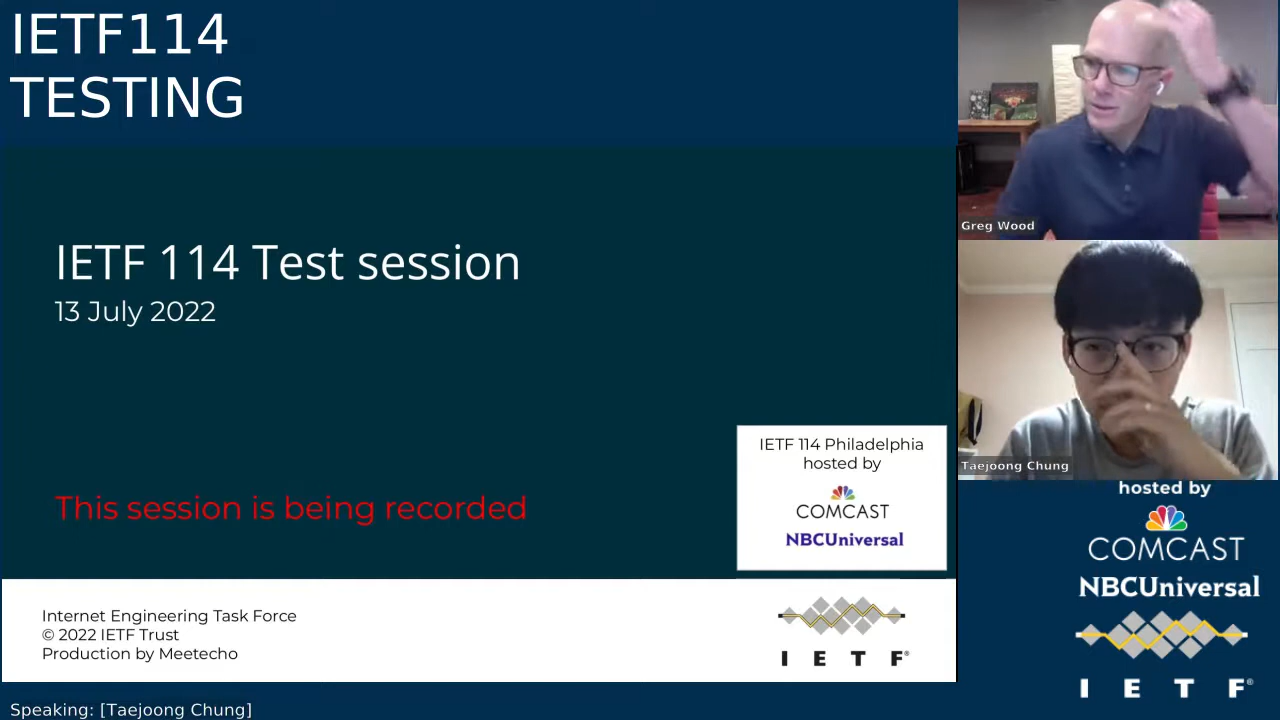 IETF114
TESTING
IETF 114 Test session
13 July 2022
This session is being recorded
IETF 114 Philadelphia
hosted by
COMCAST
NBCUniversal
Internet Engineering Task Force
© 2022 IETF Trust
Production by Meetecho
I E T F®
Speaking: [Taejoong Chung]
Greg Wood
Taejoong Chung
hosted by
COMCAST
NBCUniversal
I E T F®